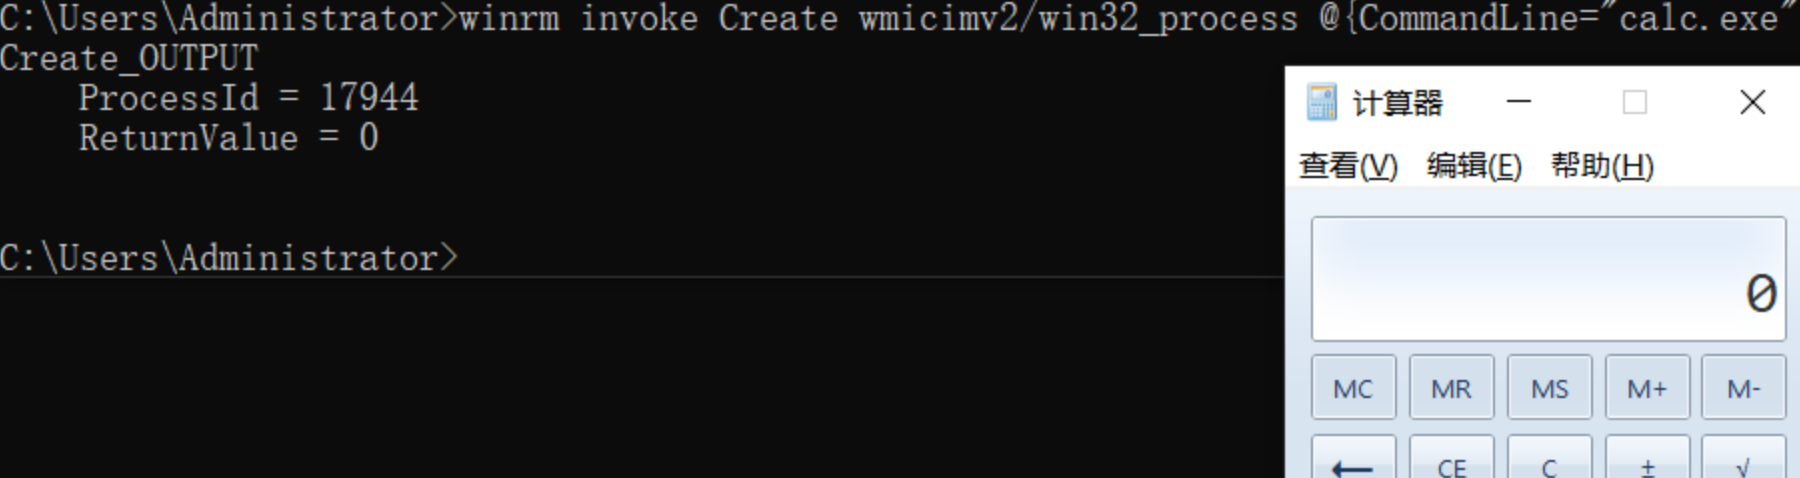 C:\Users\Administrator>winrm invoke Create wmicimv2/win32_process @{CommandLine="calc.exe"
Create_OUTPUT
ProcessId = 17944
ReturnValue = 0
C:\Users\Administrator>
计算器
查看(V) 编辑(E) 帮助(H)
0
MC MR MS M+ M-
← CE C ± √